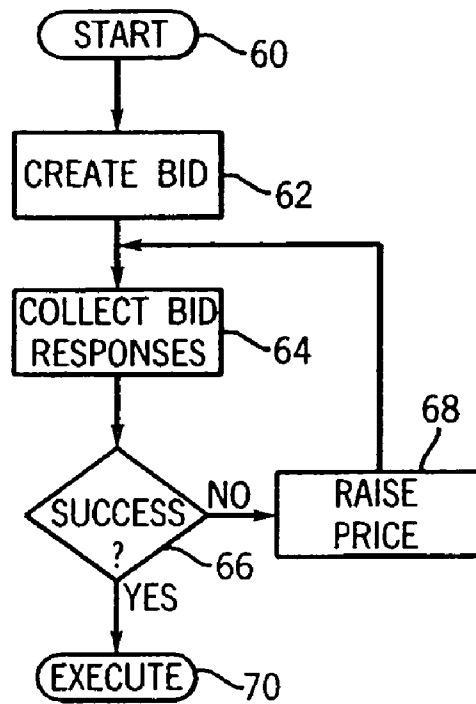 START
60
CREATE BID
62
COLLECT BID
RESPONSES
64
68
SUCCESS
?
66
NO
RAISE
PRICE
YES
EXECUTE
70